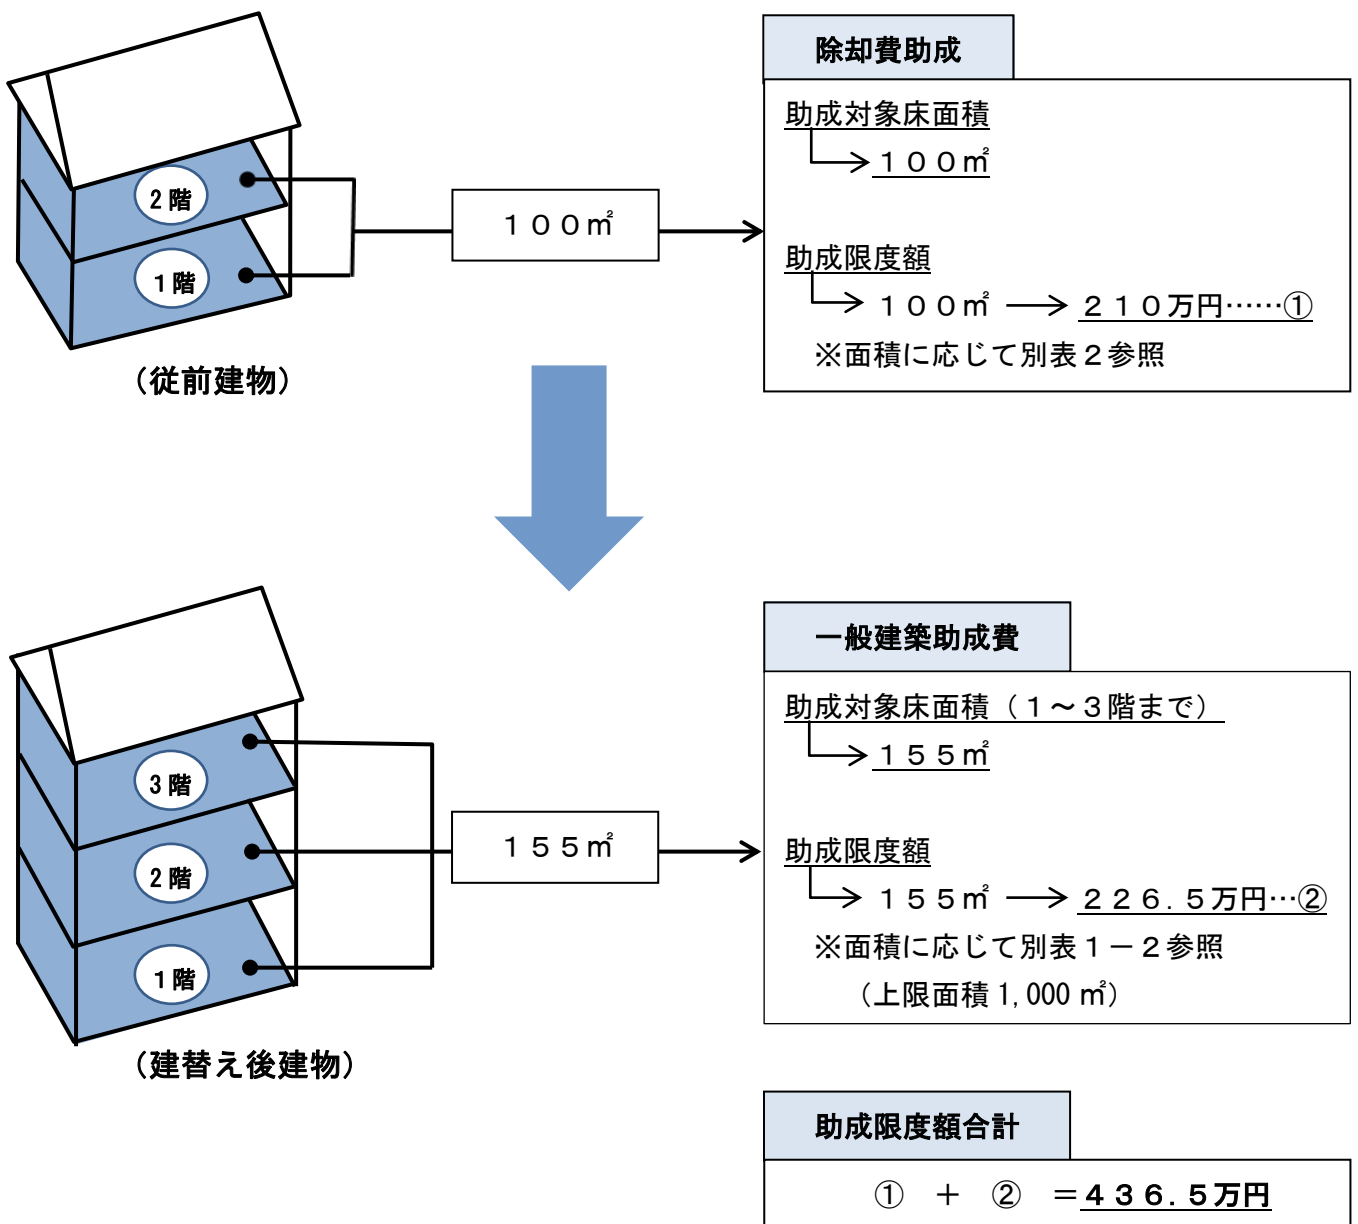 除却費助成
助成対象床面積
１００㎡
2階
１００㎡
1階
助成限度額
１００㎡ ２１０万円……①
※面積に応じて別表２参照
（従前建物）
一般建築助成費
助成対象床面積（１～３階まで）
１５５㎡
3階
１５５㎡
2階
助成限度額
１５５㎡ ２２６.５万円…②
※面積に応じて別表１－２参照
1階
（上限面積 1,000 ㎡）
（建替え後建物）
助成限度額合計
① ＋ ② ＝４３６.５万円